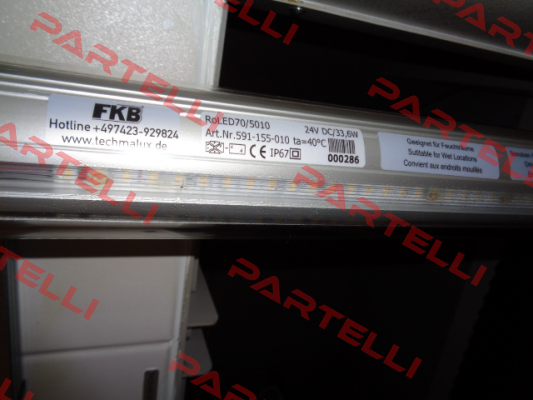 PARTELLI
PARTELLI
FKB
Hotline +497423-929824
www.techmalux.de
RoLED70/5010 24V DC/33,6W
Art.Nr.591-155-010 ta=40°C
CE IP67 000286
Geeignet für Feuchträume
Suitable for Wet Locations
Convient aux endroits mouillés
PARTELLI
PARTELLI
PARTELLI
PARTELLI